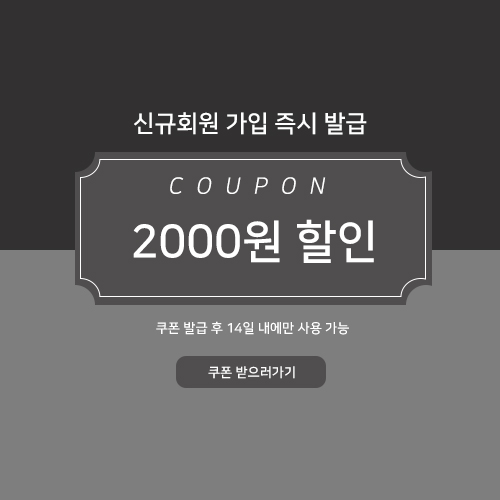 신규회원 가입 즉시 발급
COUPON
2000원 할인
쿠폰 발급 후 14일 내에만 사용 가능
쿠폰 받으러가기